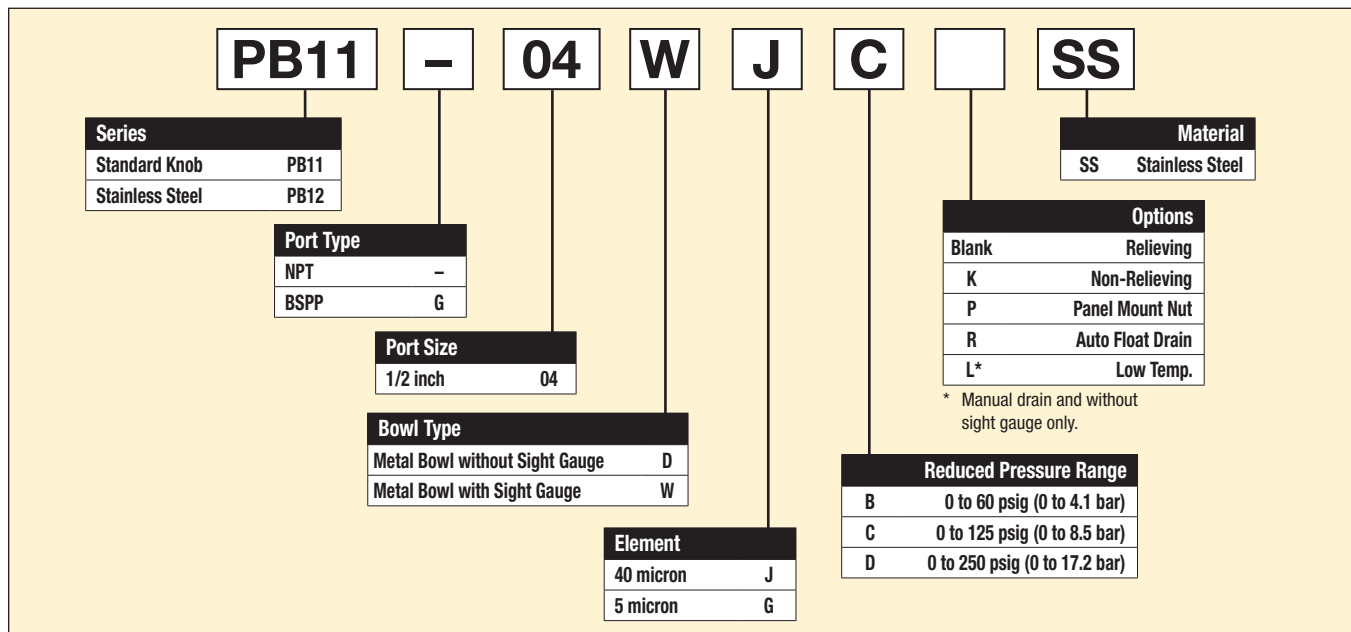 PB11 – 04 W J C SS
Series
Standard Knob PB11
Stainless Steel PB12
Material
SS Stainless Steel
Port Type
NPT –
BSPP G
Options
Blank Relieving
K Non-Relieving
P Panel Mount Nut
R Auto Float Drain
L* Low Temp.
* Manual drain and without
sight gauge only.
Port Size
1/2 inch 04
Bowl Type
Metal Bowl without Sight Gauge D
Metal Bowl with Sight Gauge W
Reduced Pressure Range
B 0 to 60 psig (0 to 4.1 bar)
C 0 to 125 psig (0 to 8.5 bar)
D 0 to 250 psig (0 to 17.2 bar)
Element
40 micron J
5 micron G